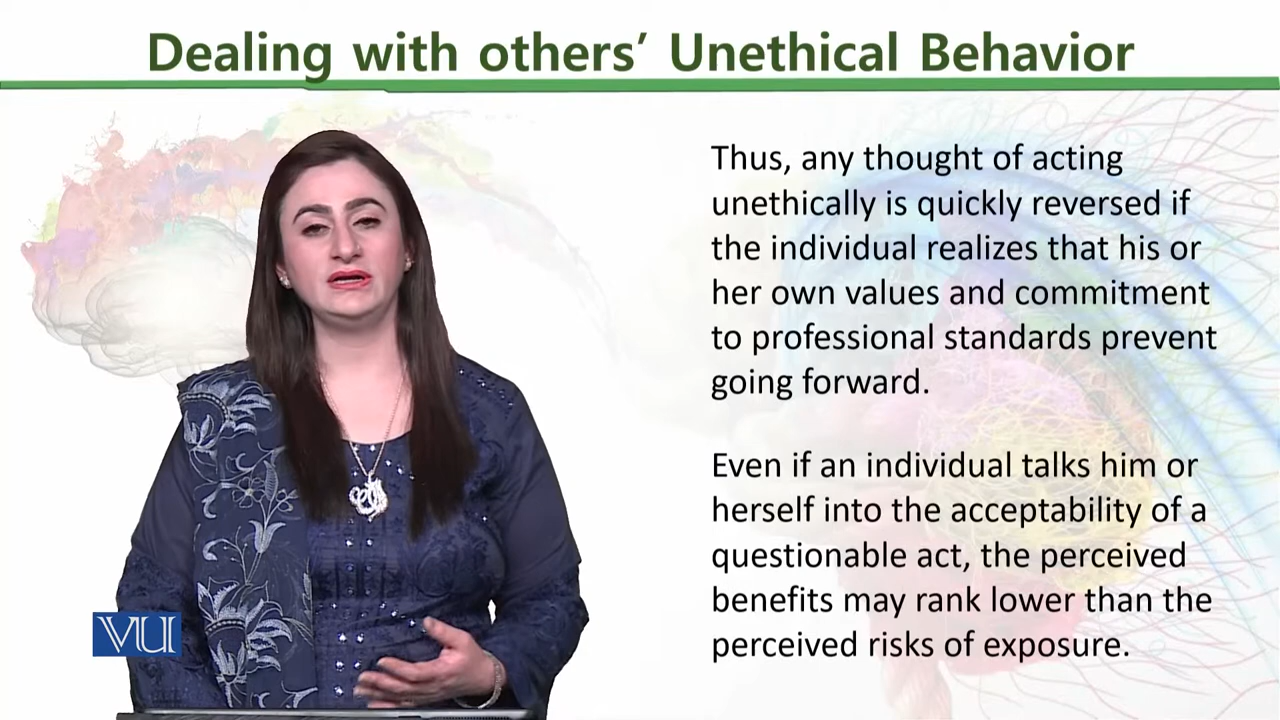 Dealing with others’ Unethical Behavior
Thus, any thought of acting
unethically is quickly reversed if
the individual realizes that his or
her own values and commitment
to professional standards prevent
going forward.
Even if an individual talks him or
herself into the acceptability of a
questionable act, the perceived
benefits may rank lower than the
perceived risks of exposure.
VU